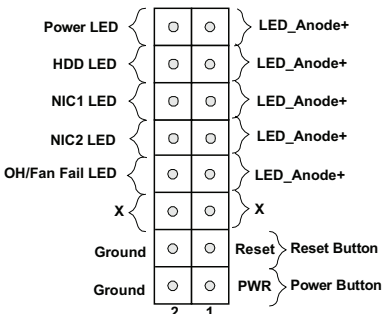 Power LED LED_Anode+
HDD LED LED_Anode+
NIC1 LED LED_Anode+
NIC2 LED LED_Anode+
OH/Fan Fail LED LED_Anode+
X X
Ground Reset Reset Button
Ground PWR Power Button
2 1